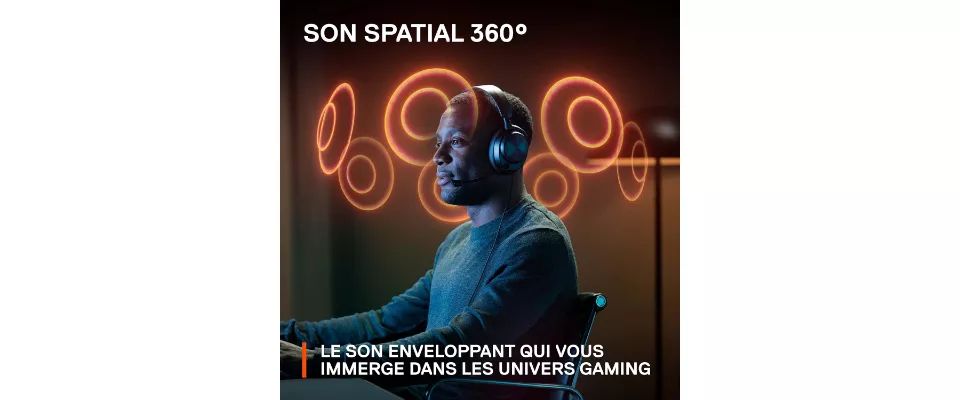 SON SPATIAL 360°
LE SON ENVELOPPANT QUI VOUS
IMMERGE DANS LES UNIVERS GAMING